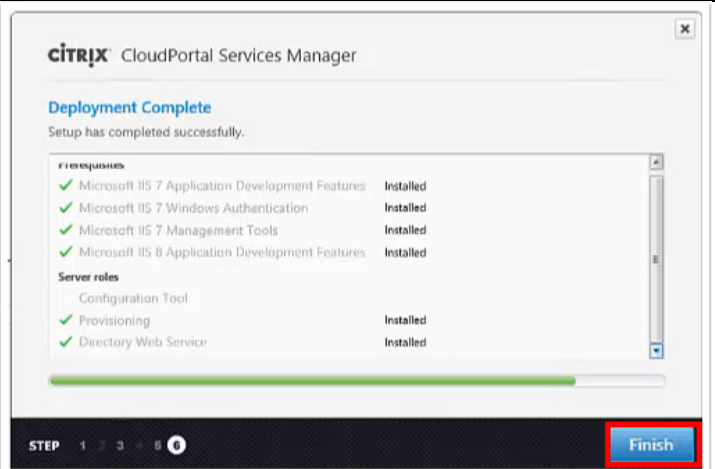 CITRIX CloudPortal Services Manager
Deployment Complete
Setup has completed successfully.
Prerequisites
Microsoft IIS 7 Application Development Features Installed
Microsoft IIS 7 Windows Authentication Installed
Microsoft IIS 7 Management Tools Installed
Microsoft IIS 8 Application Development Features Installed
Server roles
Configuration Tool
Provisioning Installed
Directory Web Service Installed
STEP 1 2 3 4 5 6 Finish